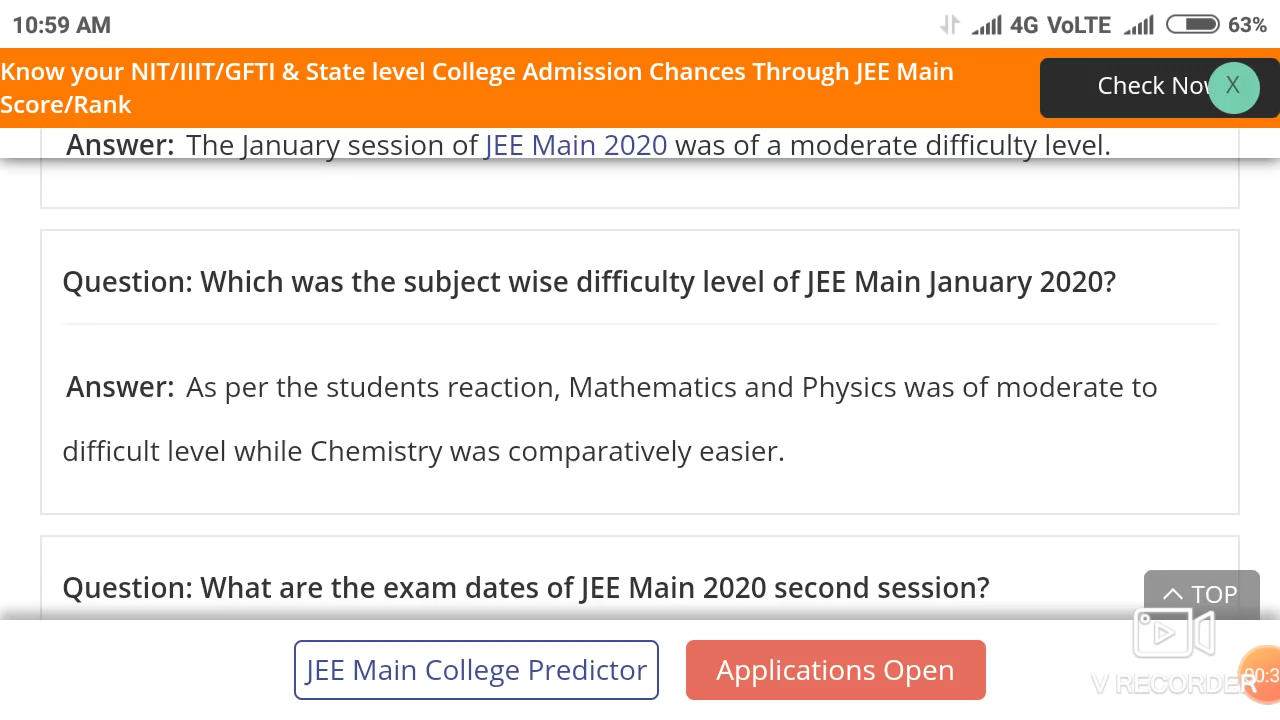 10:59 AM
4G VoLTE 63%
Know your NIT/IIIT/GFTI & State level College Admission Chances Through JEE Main
Score/Rank
Check Now X
Answer: The January session of JEE Main 2020 was of a moderate difficulty level.
Question: Which was the subject wise difficulty level of JEE Main January 2020?
Answer: As per the students reaction, Mathematics and Physics was of moderate to
difficult level while Chemistry was comparatively easier.
Question: What are the exam dates of JEE Main 2020 second session?
TOP
JEE Main College Predictor
Applications Open
V RECORDER
00:3